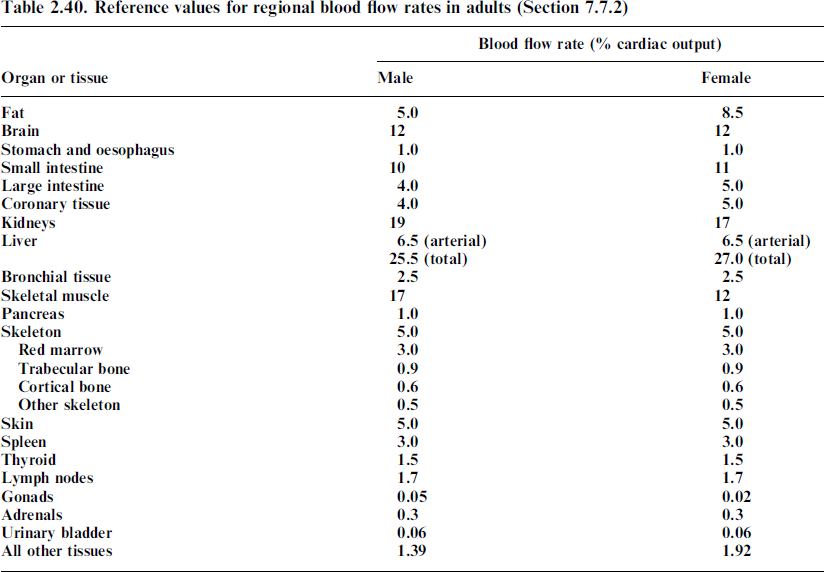 Table 2.40. Reference values for regional blood flow rates in adults (Section 7.7.2)
Blood flow rate (% cardiac output)
Organ or tissue Male Female
Fat 5.0 8.5
Brain 12 12
Stomach and oesophagus 1.0 1.0
Small intestine 10 11
Large intestine 4.0 5.0
Coronary tissue 4.0 5.0
Kidneys 19 17
Liver 6.5 (arterial) 6.5 (arterial)
25.5 (total) 27.0 (total)
Bronchial tissue 2.5 2.5
Skeletal muscle 17 12
Pancreas 1.0 1.0
Skeleton 5.0 5.0
Red marrow 3.0 3.0
Trabecular bone 0.9 0.9
Cortical bone 0.6 0.6
Other skeleton 0.5 0.5
Skin 5.0 5.0
Spleen 3.0 3.0
Thyroid 1.5 1.5
Lymph nodes 1.7 1.7
Gonads 0.05 0.02
Adrenals 0.3 0.3
Urinary bladder 0.06 0.06
All other tissues 1.39 1.92